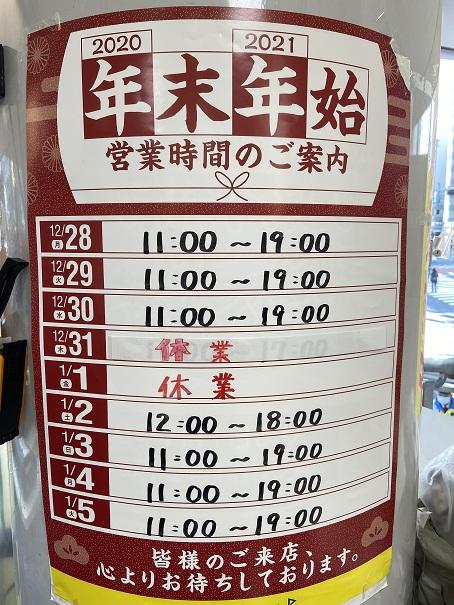 2020 2021
年末年始
営業時間のご案内
12/28 月 11:00 ~ 19:00
12/29 火 11:00 ~ 19:00
12/30 水 11:00 ~ 19:00
12/31 木 休業
1/1 金 休業
1/2 土 12:00 ~ 18:00
1/3 日 11:00 ~ 19:00
1/4 月 11:00 ~ 19:00
1/5 火 11:00 ~ 19:00
皆様のご来店、
心よりお待ちしております。